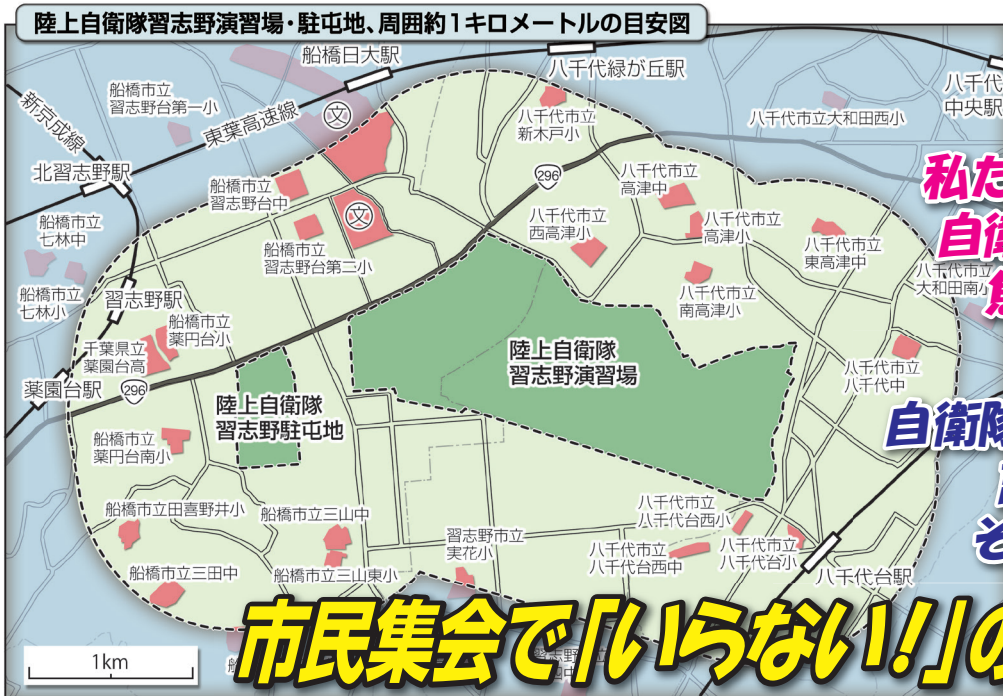 陸上自衛隊習志野演習場・駐屯地、周囲約1キロメートルの目安図
船橋日大駅
八千代緑が丘駅
八千代
中央駅
船橋市立
習志野台第一小
新京成線
東葉高速線
文
八千代市立
新木戸小
八千代市立大和田西小
北習志野駅
船橋市立
習志野台中
296
八千代市立
高津中
船橋市立
七林中
文
船橋市立
習志野台第二小
八千代市立
西高津小
八千代市立
高津小
八千代市立
東高津中
船橋市立
七林小
習志野駅
八千代市立
南高津小
八千代市立
大和田南小
船橋市立
薬円台小
千葉県立
薬園台高
陸上自衛隊
習志野演習場
八千代市立
八千代中
薬園台駅
296
陸上自衛隊
習志野駐屯地
船橋市立
薬円台南小
船橋市立田喜野井小
船橋市立三山中
習志野市立
実花小
八千代市立
八千代台西小
八千代市立
八千代台西中
八千代市立
八千代台小
船橋市立三田中
船橋市立三山東小
八千代台駅
私た
自衛
自衛隊
そ
市民集会で「いらない!」の
1km